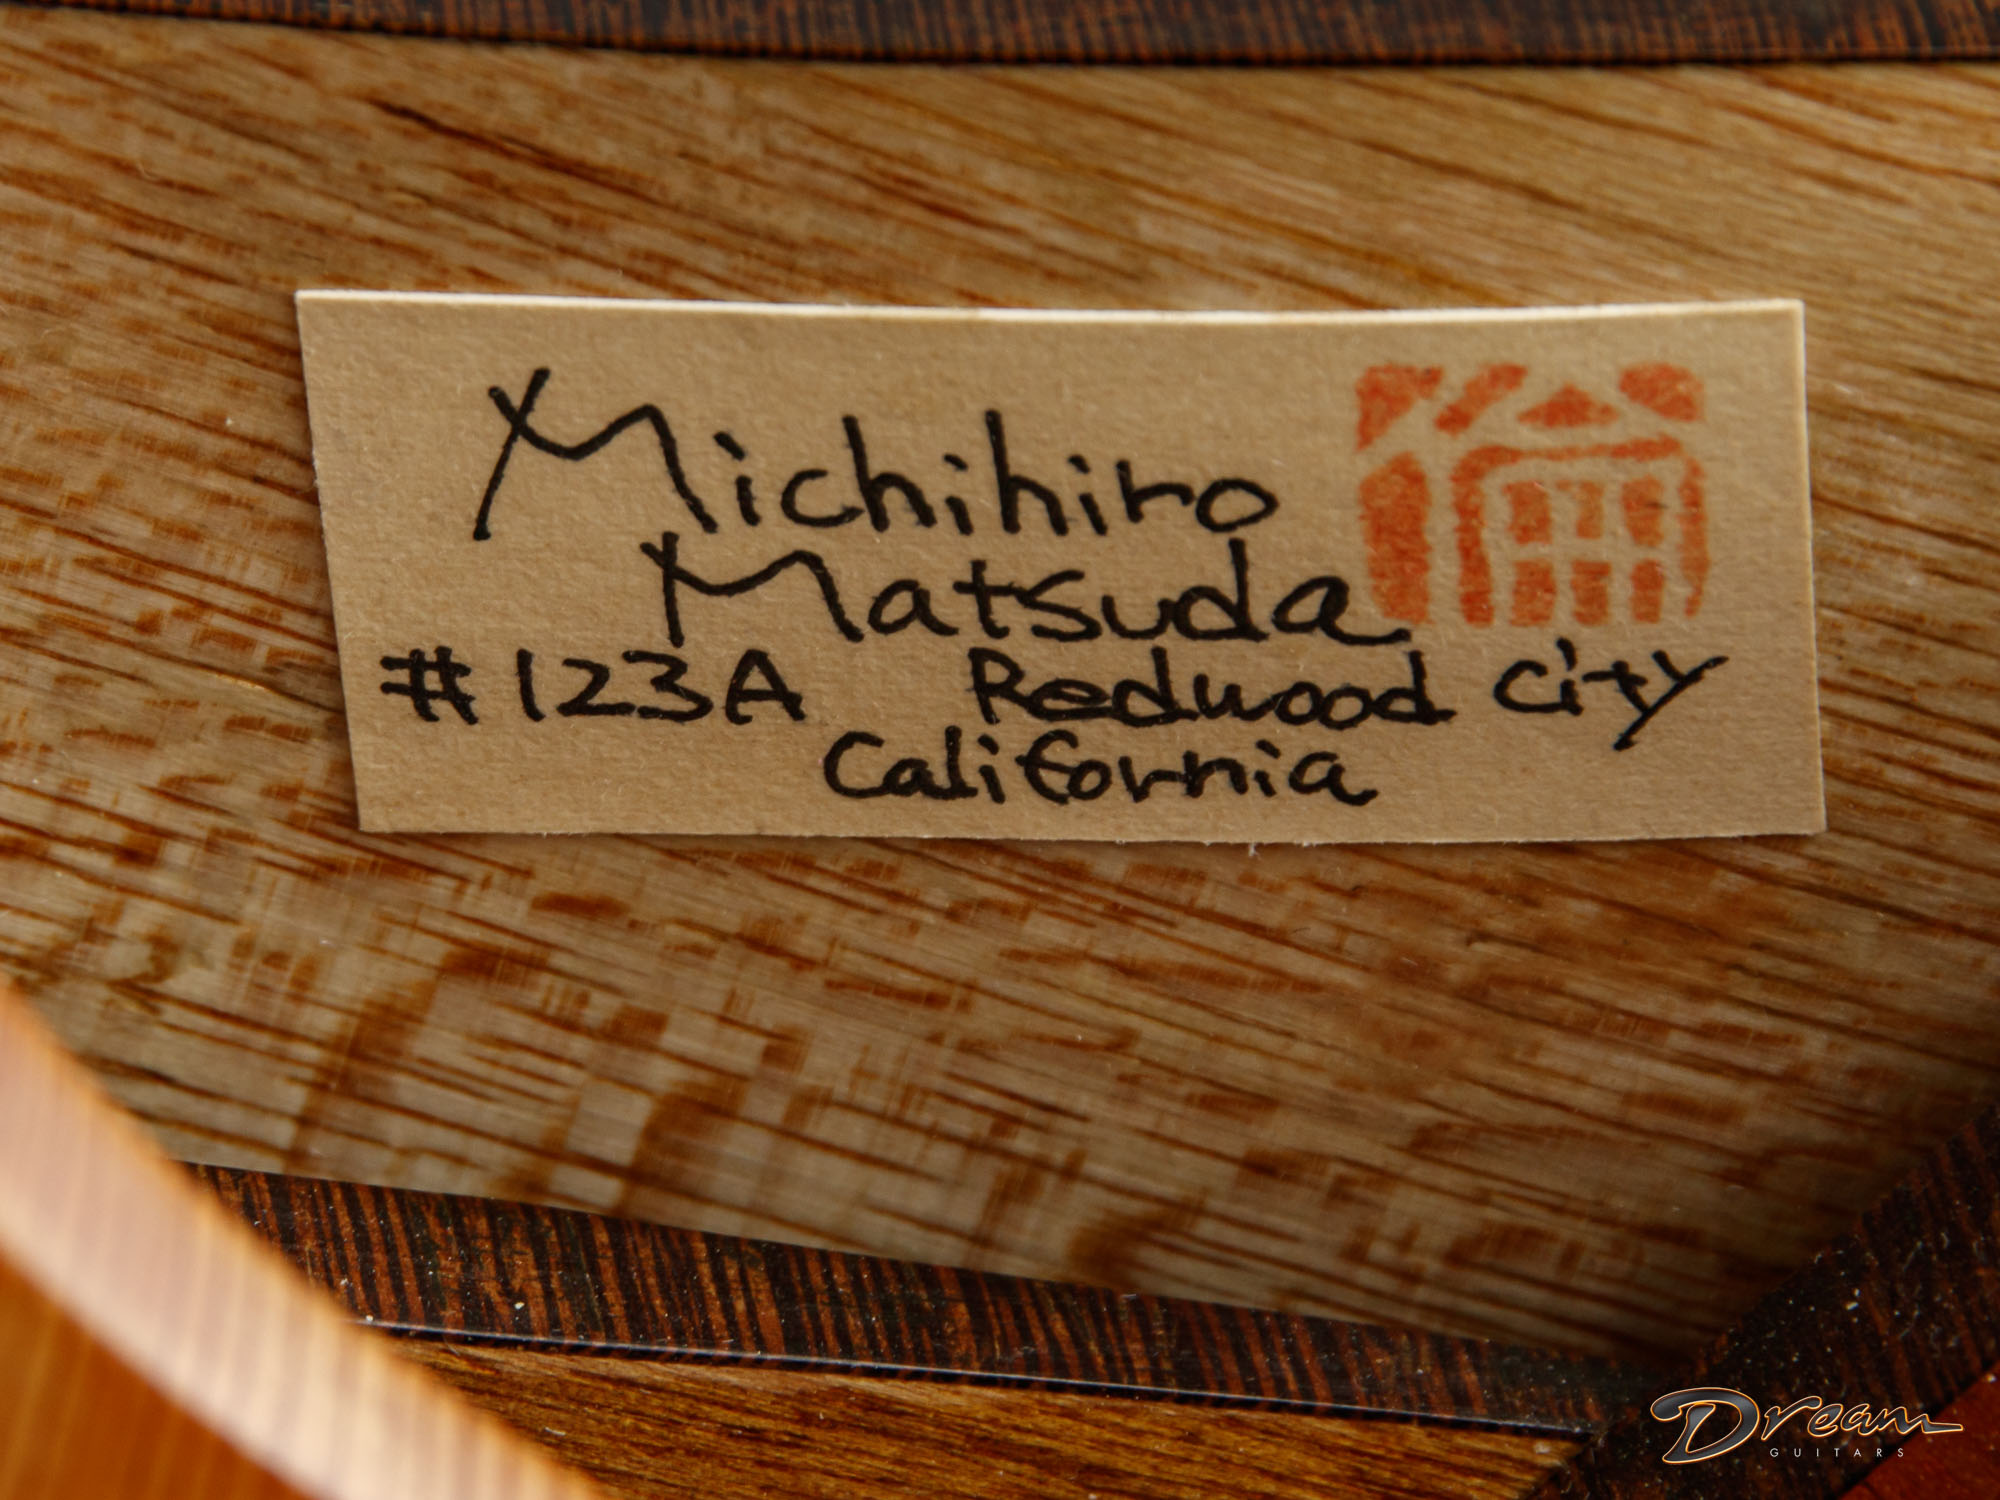 Michihiro
Matsuda
#123A Redwood City
California
Dream
GUITARS